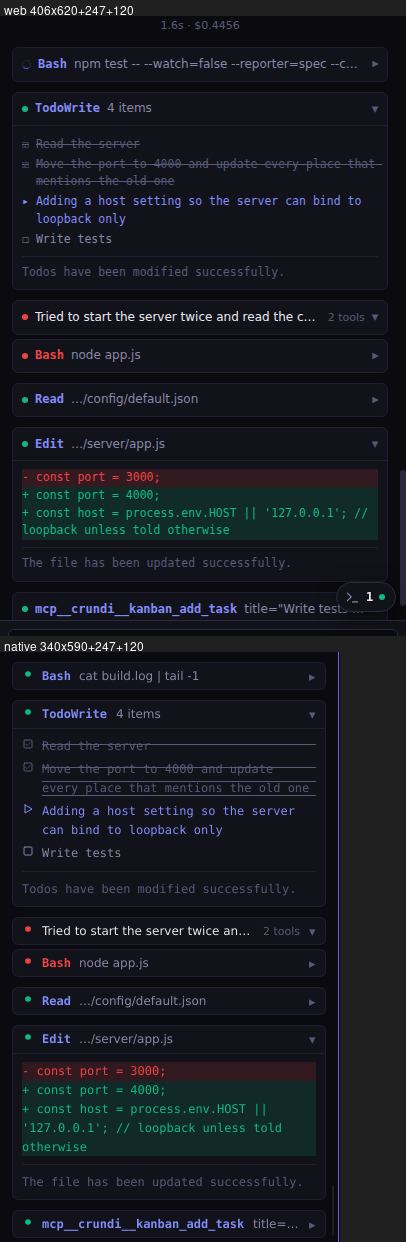 web 406x620+247+120
1.6s · $0.4456
Bash npm test -- --watch=false --reporter=spec --c…
TodoWrite 4 items
Read the server
Move the port to 4000 and update every place that
mentions the old one
Adding a host setting so the server can bind to
loopback only
Write tests
Todos have been modified successfully.
Tried to start the server twice and read the c… 2 tools
Bash node app.js
Read …/config/default.json
Edit …/server/app.js
- const port = 3000;
+ const port = 4000;
+ const host = process.env.HOST || '127.0.0.1'; //
loopback unless told otherwise
The file has been updated successfully.
1
mcp__crundi__kanban_add_task title="Write tests"…
native 340x590+247+120
Bash cat build.log | tail -1
TodoWrite 4 items
Read the server
Move the port to 4000 and update
every place that mentions the old one
Adding a host setting so the server
can bind to loopback only
Write tests
Todos have been modified successfully.
Tried to start the server twice an… 2 tools
Bash node app.js
Read …/config/default.json
Edit …/server/app.js
- const port = 3000;
+ const port = 4000;
+ const host = process.env.HOST ||
'127.0.0.1'; // loopback unless told
otherwise
The file has been updated successfully.
mcp__crundi__kanban_add_task title=…